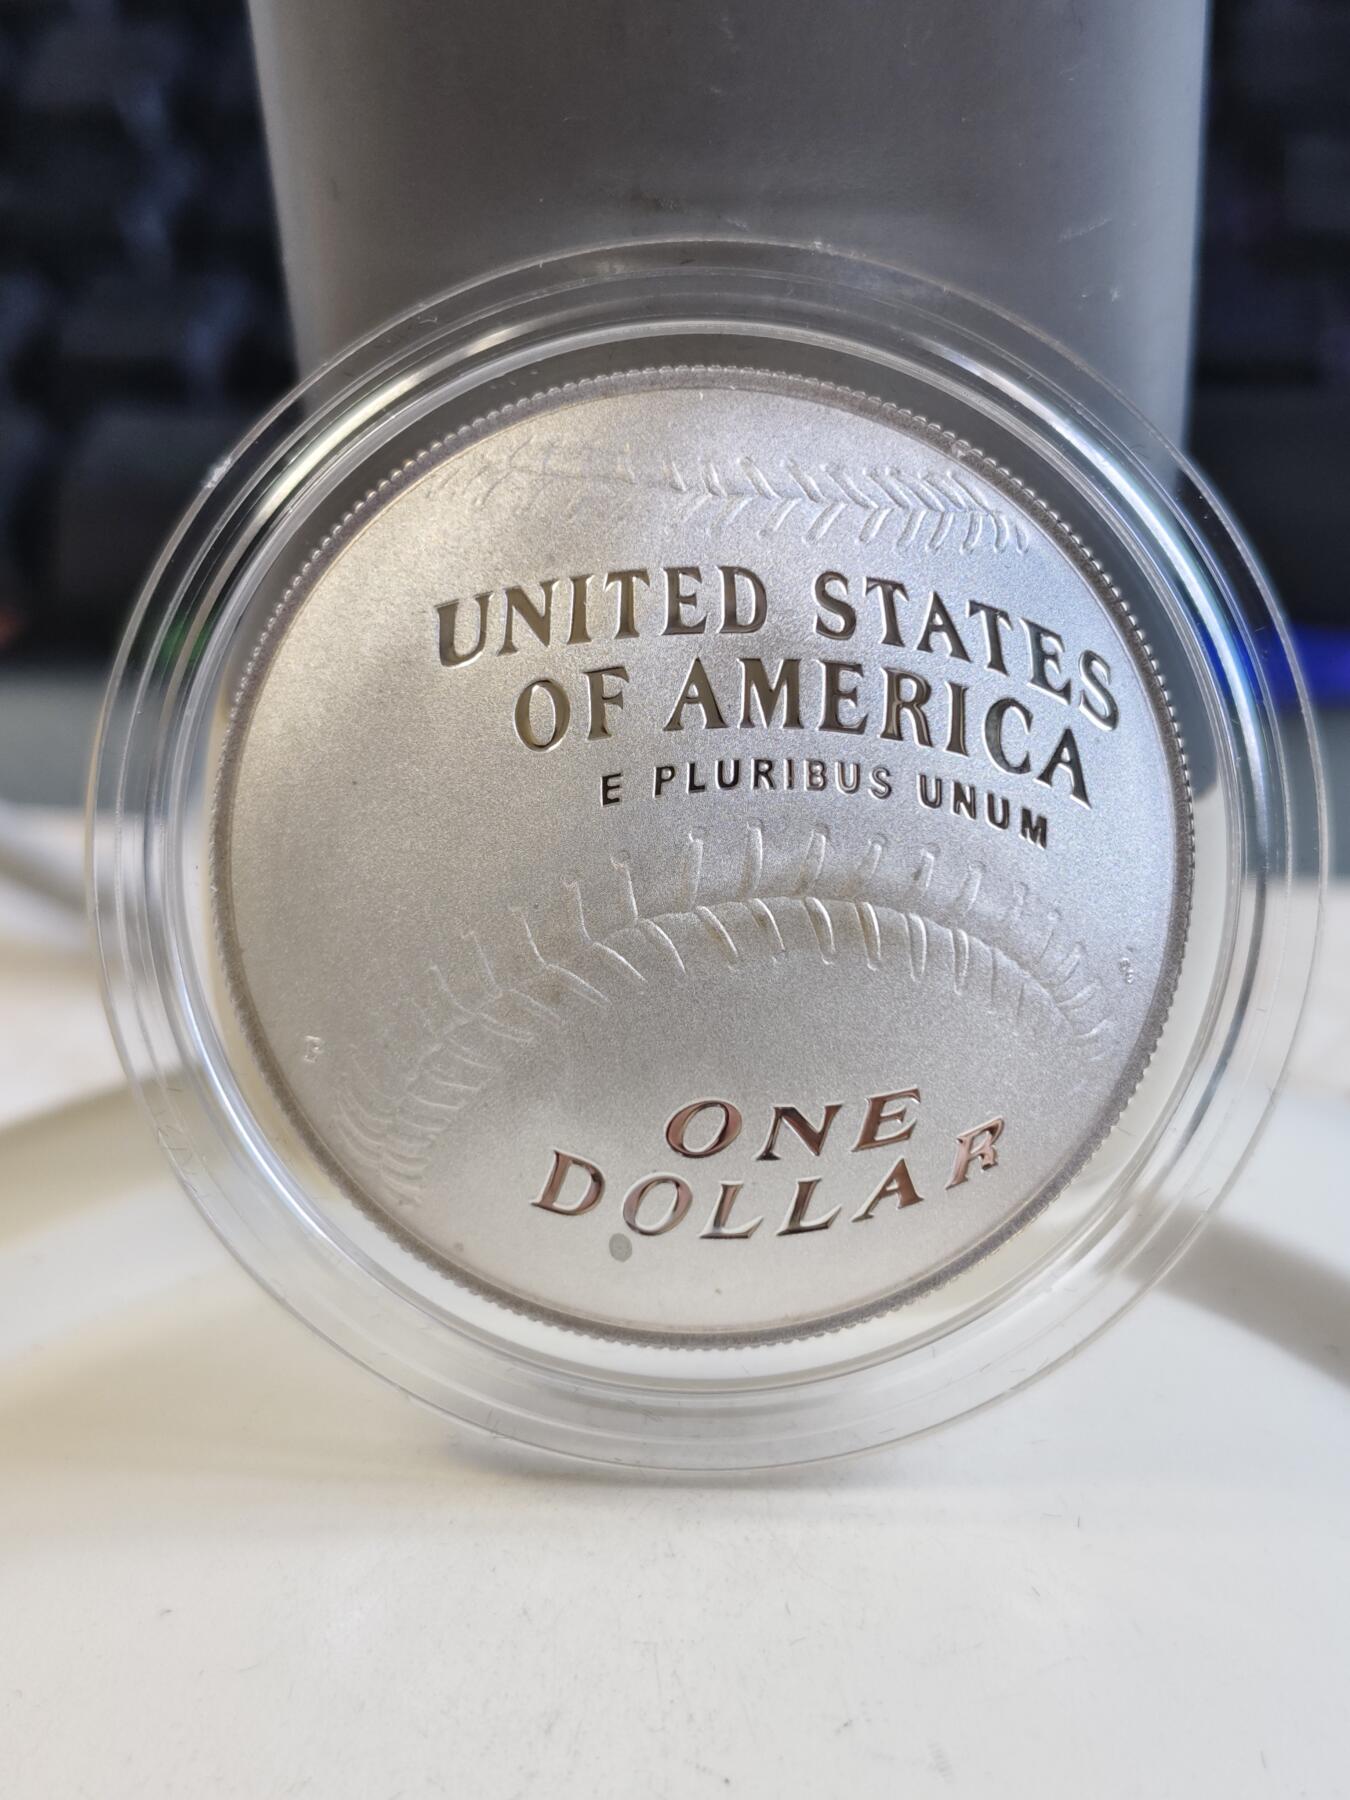 UNITED STATES
OF AMERICA
E PLURIBUS UNUM
ONE
DOLLAR